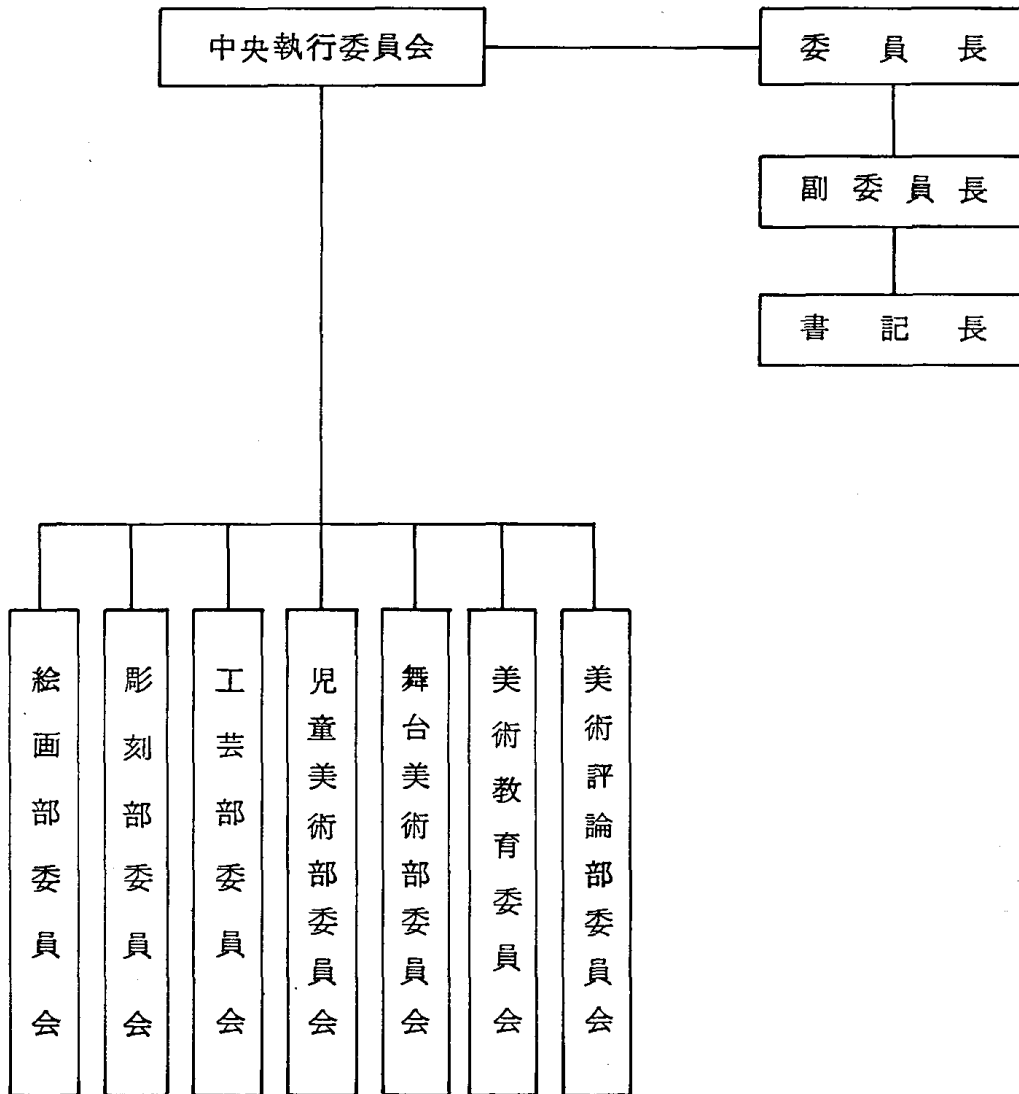 中央執行委員会
委員長
副委員長
書記長
絵画部委員会
彫刻部委員会
工芸部委員会
児童美術部委員会
舞台美術部委員会
美術教育委員会
美術評論部委員会